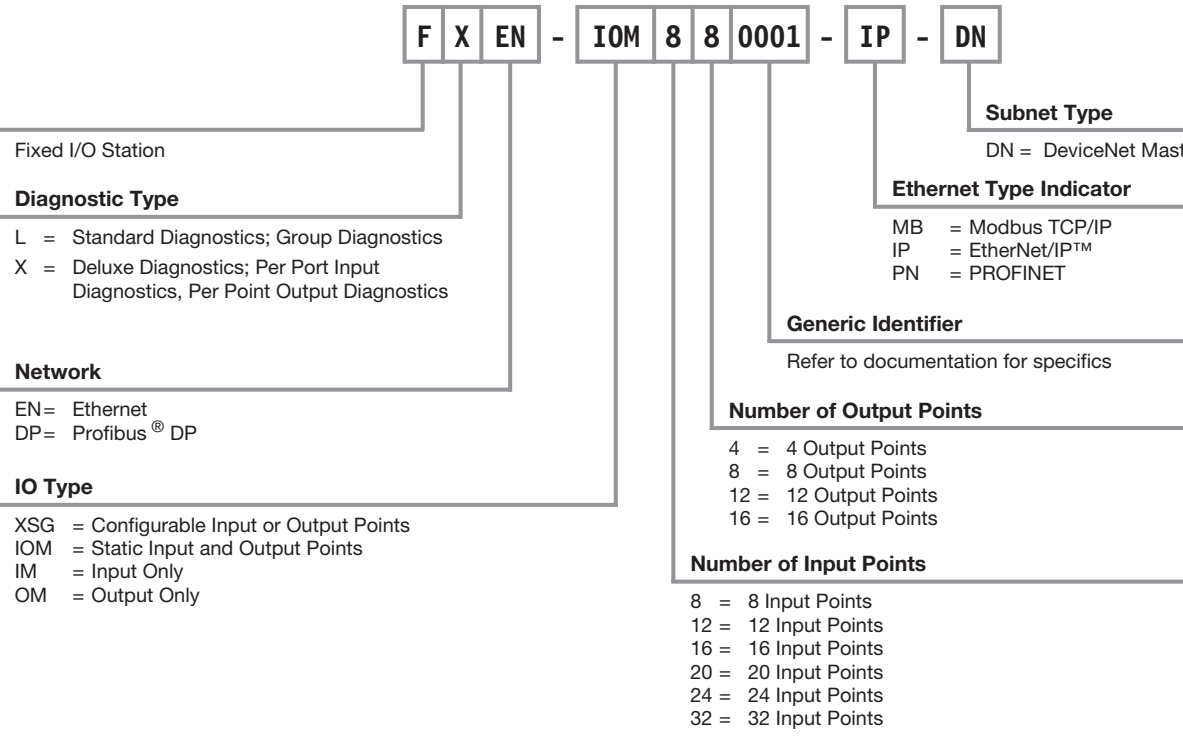 F X EN - IOM 8 8 0001 - IP - DN
Fixed I/O Station
Diagnostic Type
L = Standard Diagnostics; Group Diagnostics
X = Deluxe Diagnostics; Per Port Input
Diagnostics, Per Point Output Diagnostics
Network
EN= Ethernet
DP= Profibus ® DP
IO Type
XSG = Configurable Input or Output Points
IOM = Static Input and Output Points
IM = Input Only
OM = Output Only
Subnet Type
DN = DeviceNet Mast
Ethernet Type Indicator
MB = Modbus TCP/IP
IP = EtherNet/IP™
PN = PROFINET
Generic Identifier
Refer to documentation for specifics
Number of Output Points
4 = 4 Output Points
8 = 8 Output Points
12 = 12 Output Points
16 = 16 Output Points
Number of Input Points
8 = 8 Input Points
12 = 12 Input Points
16 = 16 Input Points
20 = 20 Input Points
24 = 24 Input Points
32 = 32 Input Points